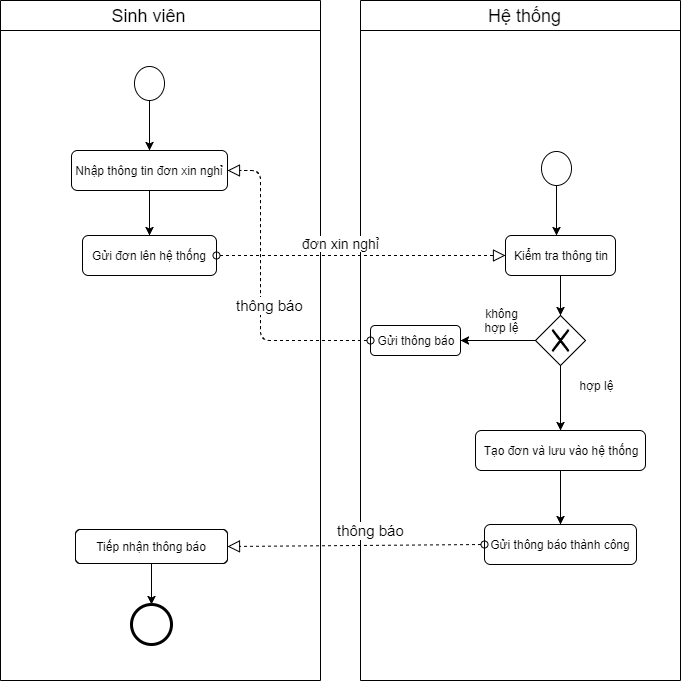 Sinh viên
Hệ thống
Nhập thông tin đơn xin nghỉ
Gửi đơn lên hệ thống
đơn xin nghỉ
Kiểm tra thông tin
thông báo
không
hợp lệ
Gửi thông báo
hợp lệ
Tạo đơn và lưu vào hệ thống
thông báo
Tiếp nhận thông báo
Gửi thông báo thành công